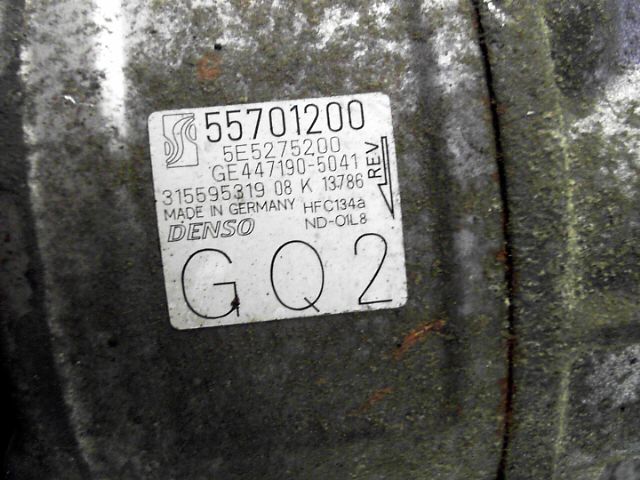 55701200
5E5275200
GE447190-5041
REV
315595319 08 K 13786
MADE IN GERMANY HFC134a
DENSO ND-OIL8
GQ2